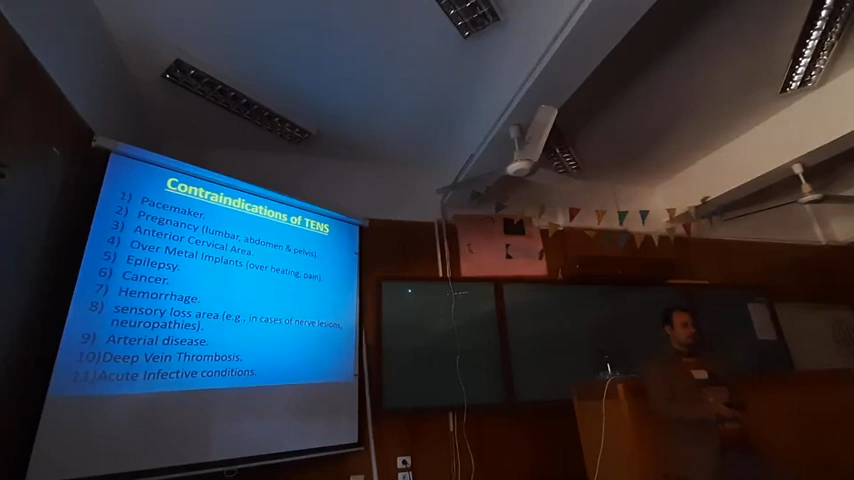 Contraindications of TENS
1) Pacemaker.
2) Pregnancy (lumbar, abdomen & pelvis).
3) Anterior Cervical Area.
4) Over Metal Implants (over heating, pain).
5) Epilepsy.
6) Cancer.
7) Hemorrhage
8) sensory loss area (e.g., in cases of nerve lesions,
neuropathies).
9) Arterial disease.
10)Deep Vein Thrombosis.
11)Acute Infective conditions.